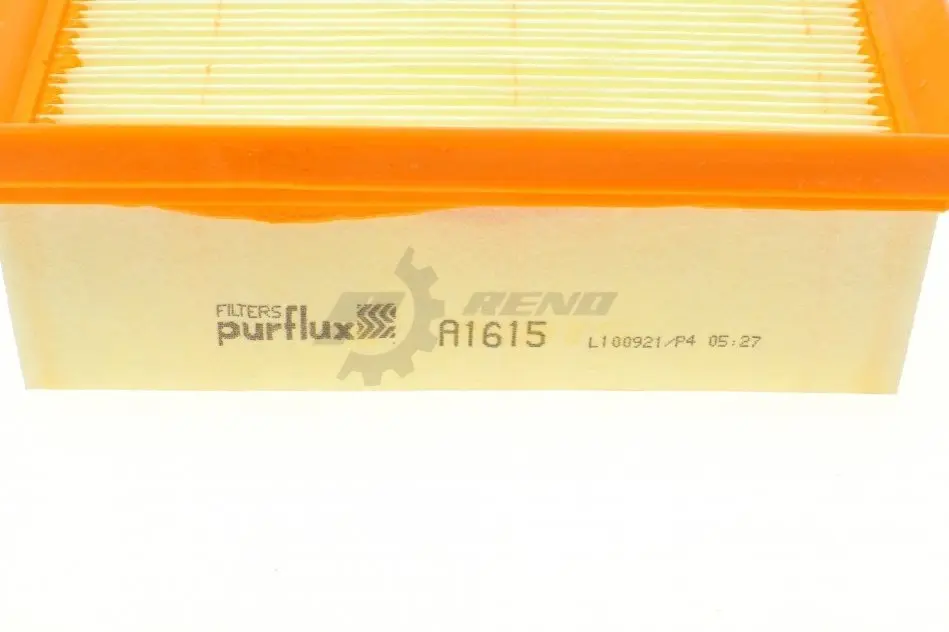 FILTERS
purflux A1615 L100921/P4 05:27
RENO